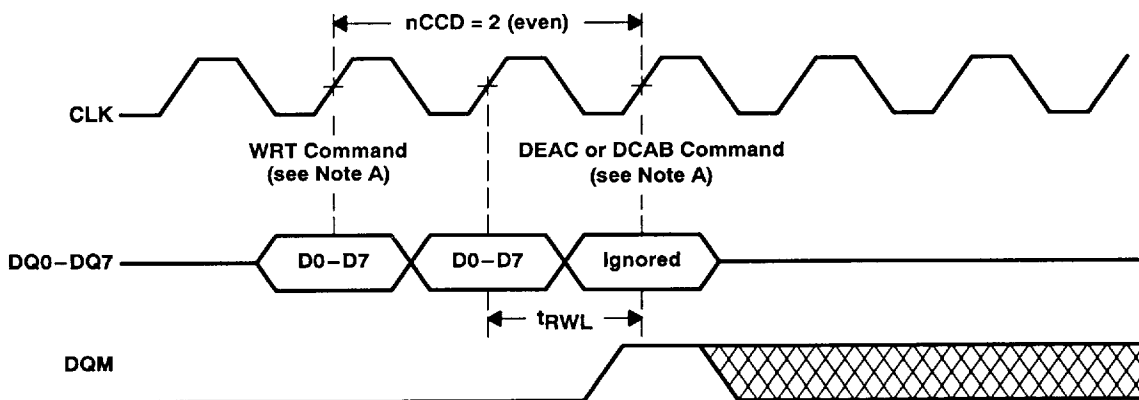 nCCD = 2 (even)
CLK
WRT Command
(see Note A)
DEAC or DCAB Command
(see Note A)
DQ0–DQ7
D0–D7
D0–D7
Ignored
tRWL
DQM